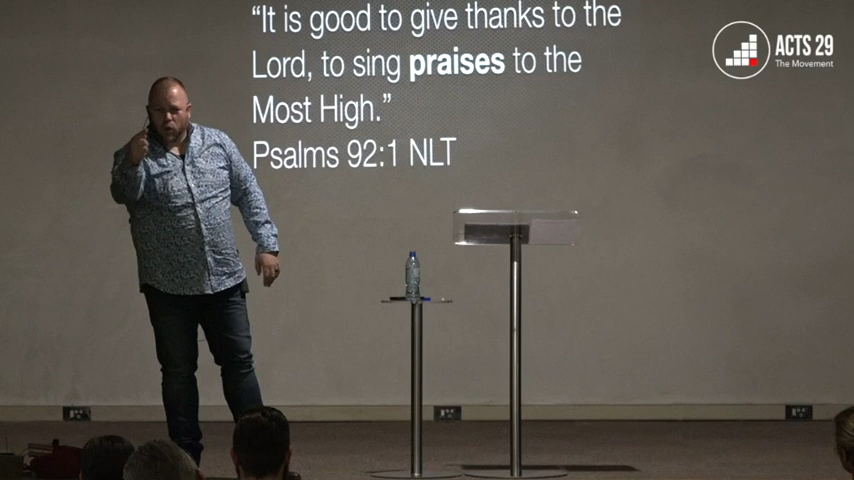 “It is good to give thanks to the
Lord, to sing praises to the
Most High.”
Psalms 92:1 NLT
ACTS 29
The Movement